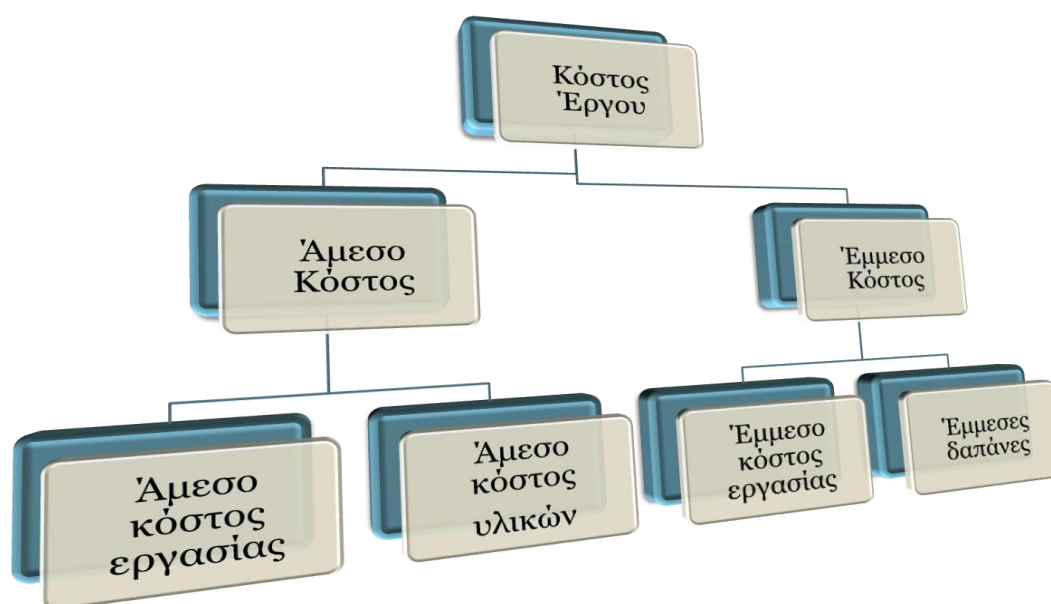 Κόστος
Έργου
Άμεσο
Κόστος
Έμμεσο
Κόστος
Άμεσο
κόστος
εργασίας
Άμεσο
κόστος
υλικών
Έμμεσο
κόστος
εργασίας
Έμμεσες
δαπάνες